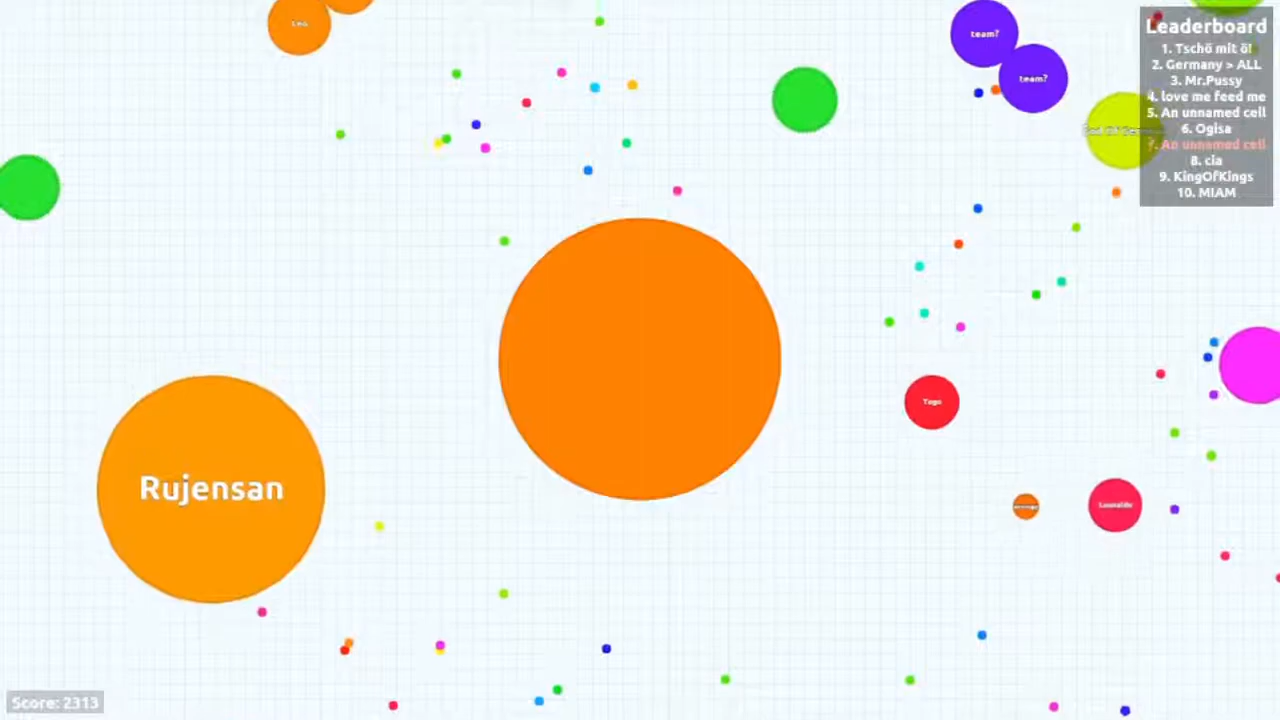 Leaderboard
1. Tschö mit ö!
2. Germany > ALL
3. Mr.Pussy
4. love me feed me
5. An unnamed cell
6. Ogisa
7. An unnamed cell
8. cia
9. KingOfKings
10. MIAM
team?
team?
Rujensan
Score: 2313